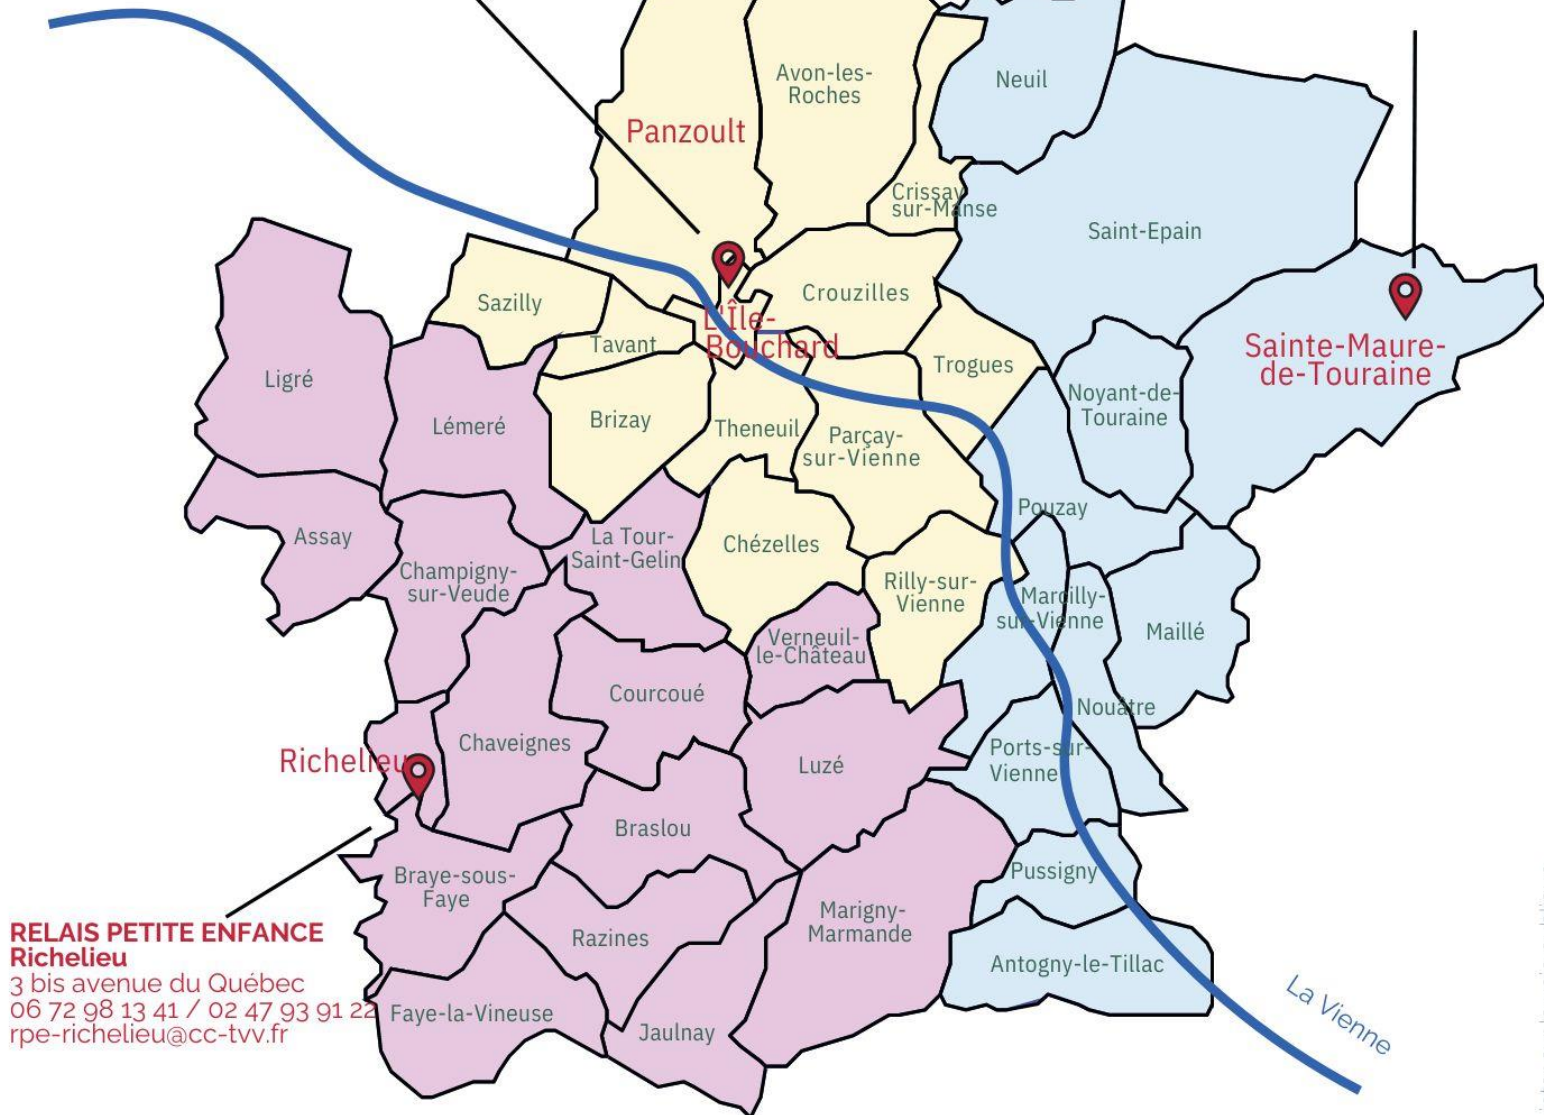 Avon-les-
Roches
Neuil
Panzoult
Crissay
sur-Manse
Saint-Epain
Sazilly
Crouzilles
L'Île-
Bouchard
Tavant
Trogues
Sainte-Maure-
de-Touraine
Ligré
Lémeré
Brizay
Theneuil
Parçay-
sur-Vienne
Noyant-de-
Touraine
Pouzay
Assay
La Tour-
Saint-Gelin
Chézelles
Champigny-
sur-Veude
Rilly-sur-
Vienne
Marcilly-
sur-Vienne
Maillé
Verneuil-
le-Château
Courcoué
Nouâtre
Chaveignes
Richelieu
Luzé
Ports-sur-
Vienne
Braslou
Braye-sous-
Faye
Pussigny
Marigny-
Marmande
Razines
Antogny-le-Tillac
RELAIS PETITE ENFANCE
Richelieu
3 bis avenue du Québec
06 72 98 13 41 / 02 47 93 91 22
rpe-richelieu@cc-tvv.fr
Faye-la-Vineuse
Jaulnay
La Vienne